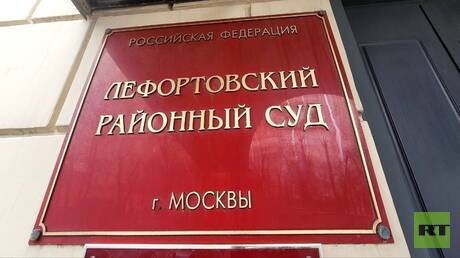 РОССИЙСКАЯ ФЕДЕРАЦИЯ
ЛЕФОРТОВСКИЙ
РАЙОННЫЙ СУД
г. МОСКВЫ
RT